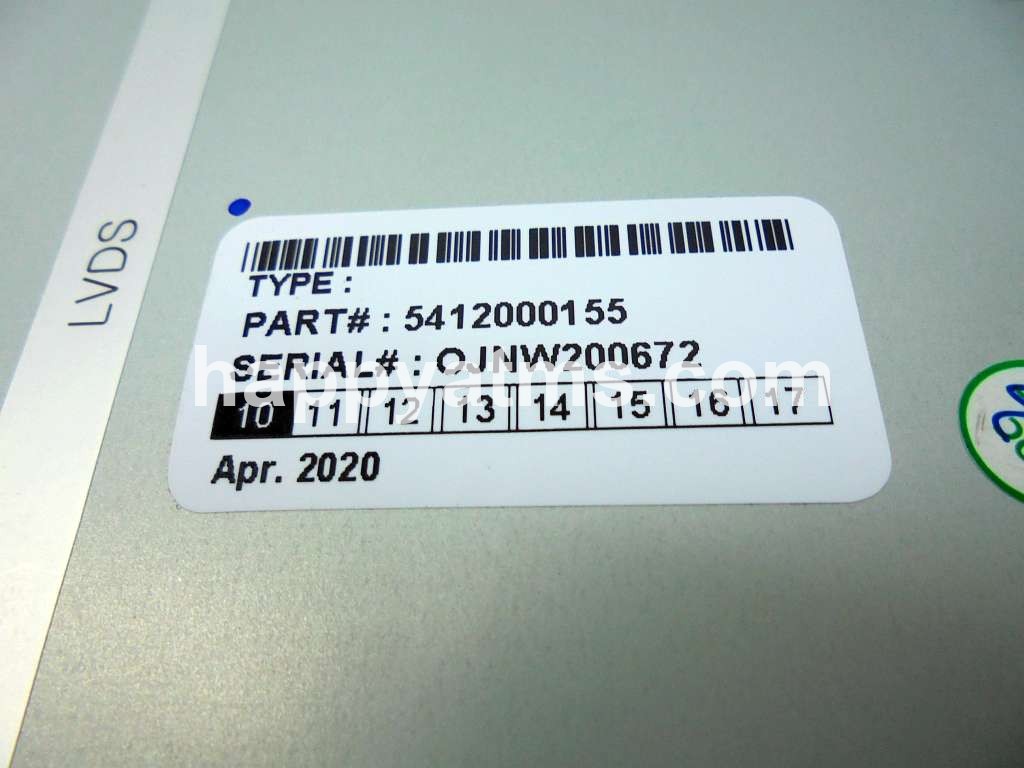 LVDS
TYPE :
PART# : 5412000155
SERIAL# : QJNW200672
happyatms.com
10 11 12 13 14 15 16 17
Apr. 2020